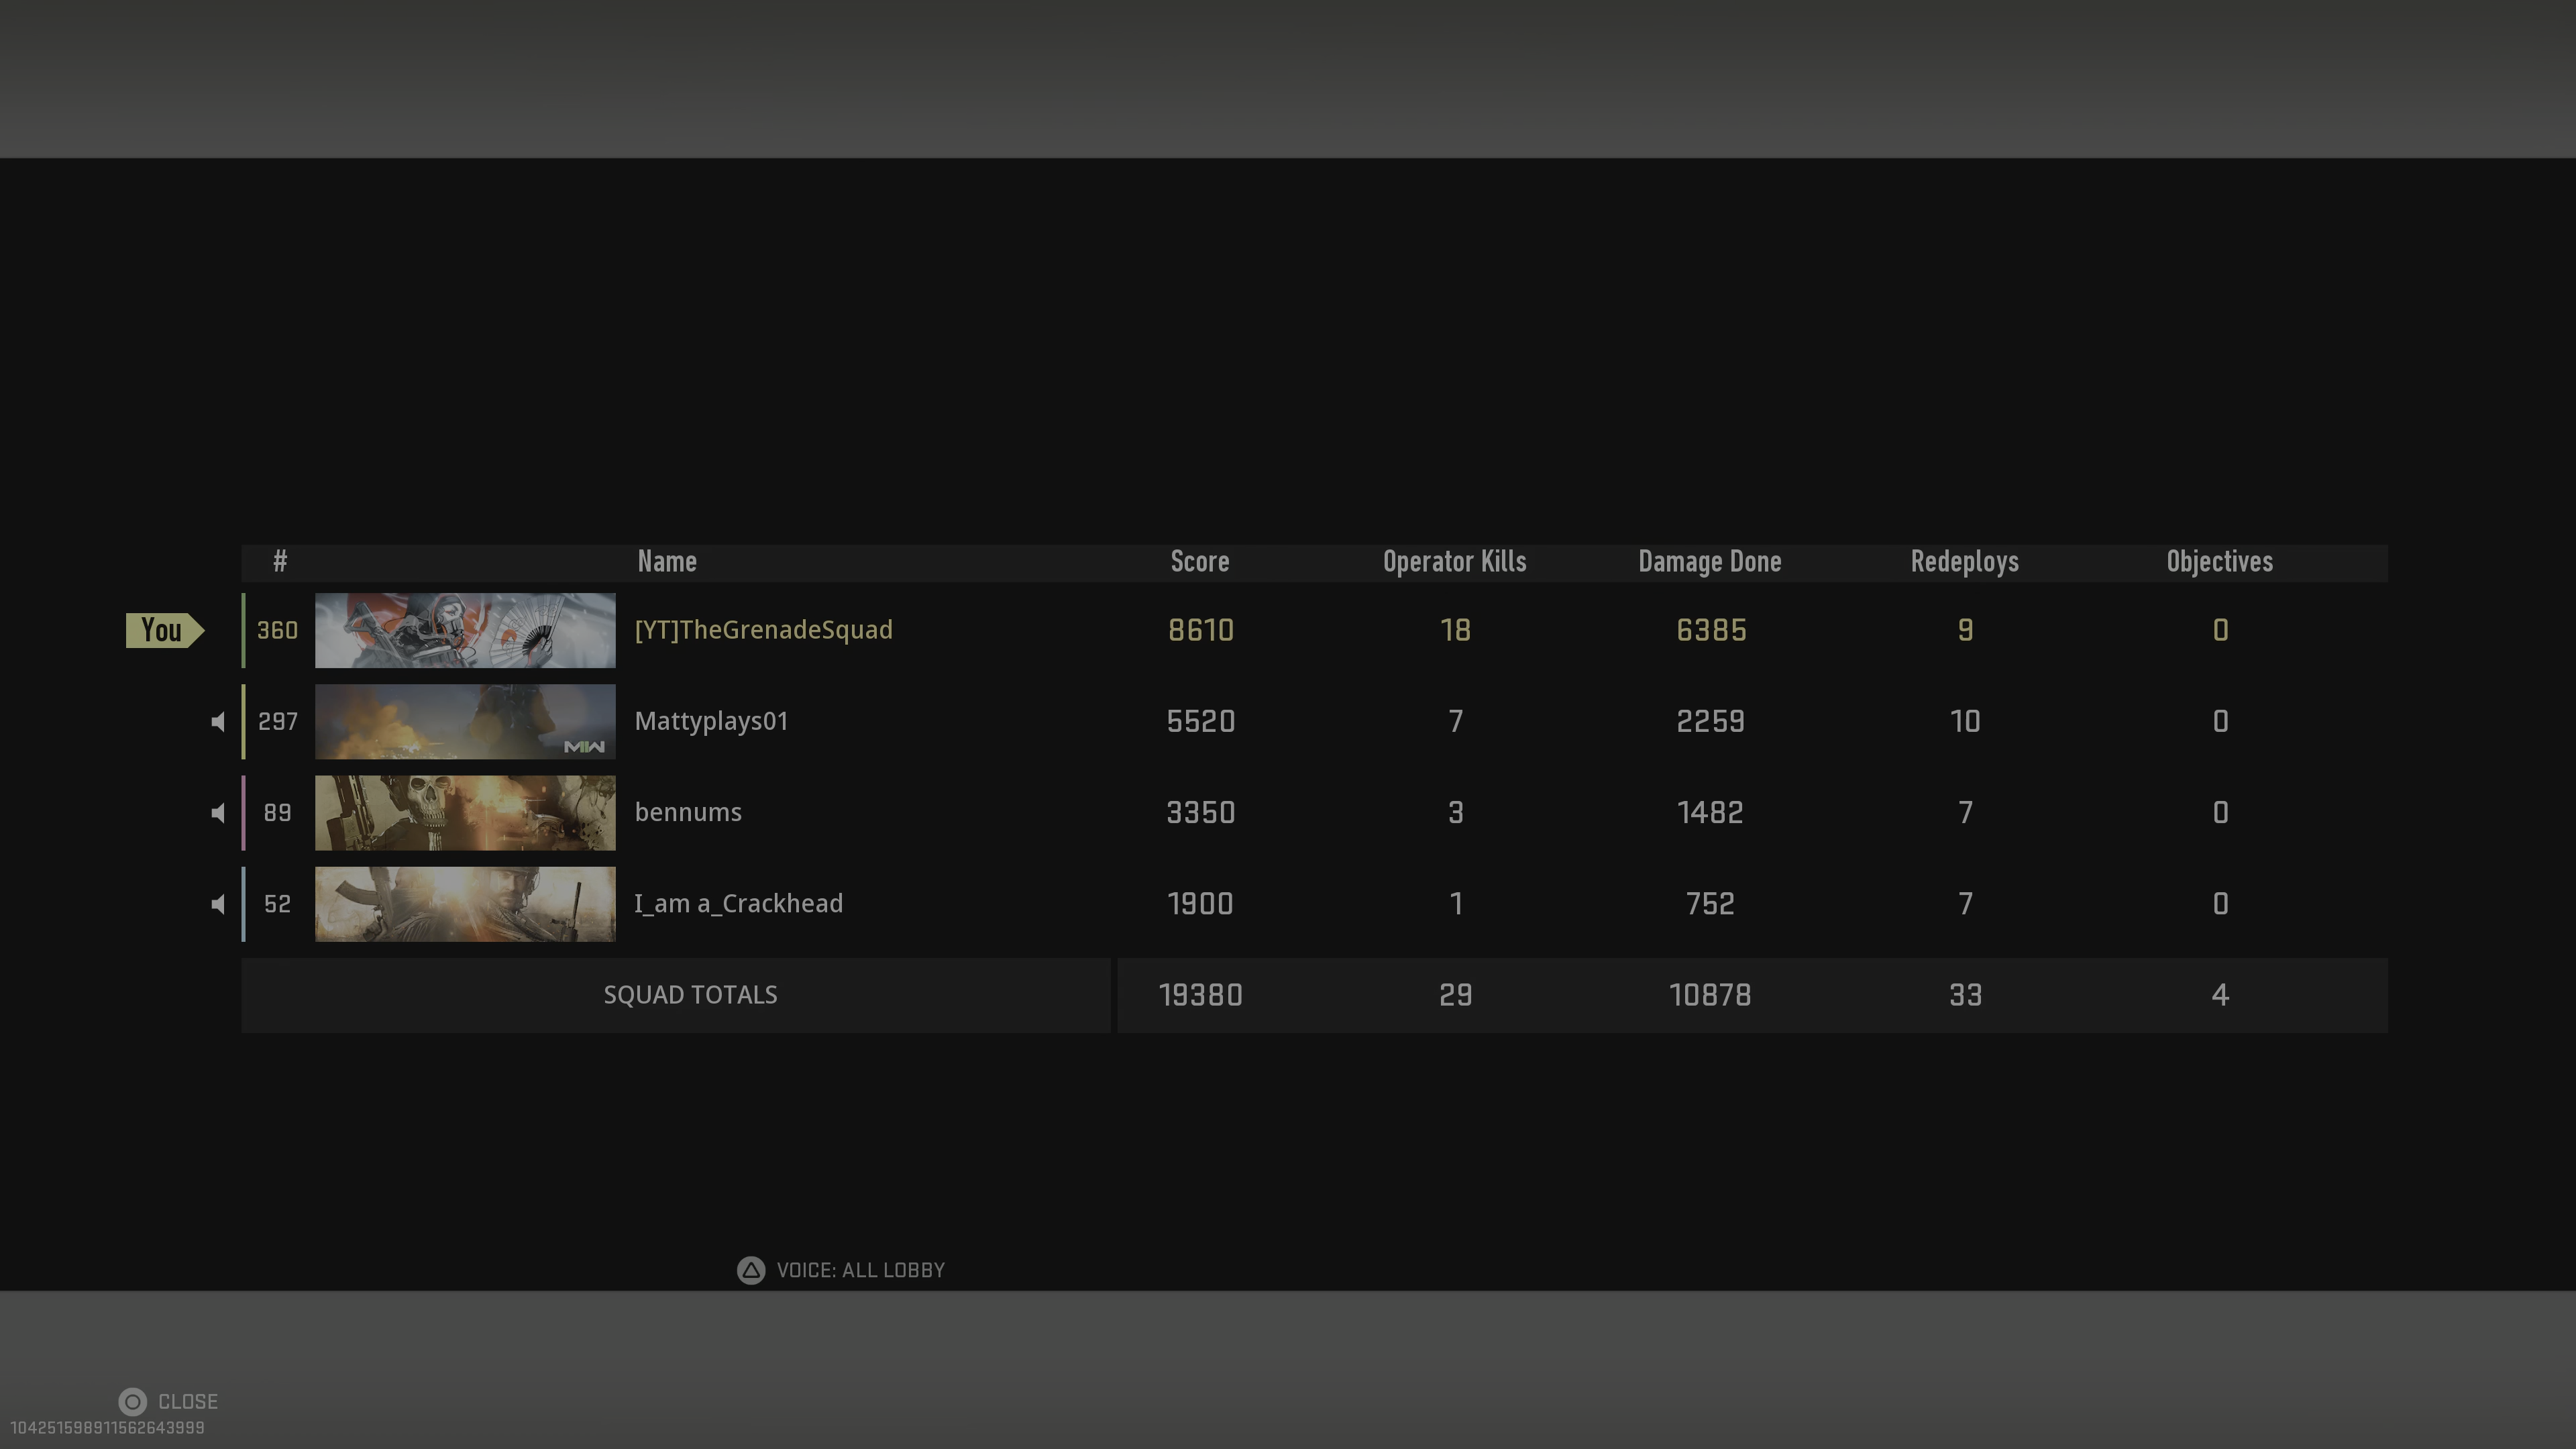 # Name Score Operator Kills Damage Done Redeploys Objectives
You 360 [YT]TheGrenadeSquad 8610 18 6385 9 0
297 MWII Mattyplays01 5520 7 2259 10 0
89 bennums 3350 3 1482 7 0
52 I_am a_Crackhead 1900 1 752 7 0
SQUAD TOTALS 19380 29 10878 33 4
VOICE: ALL LOBBY
CLOSE
104251598911562643999